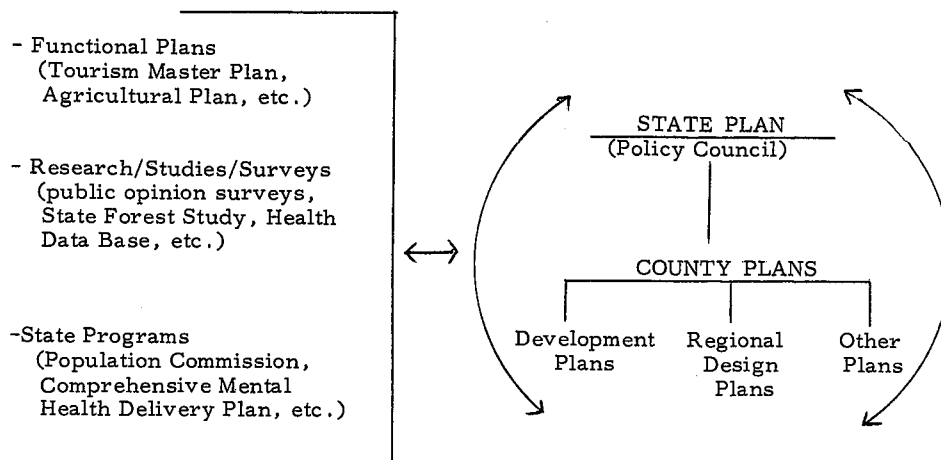 - Functional Plans
(Tourism Master Plan,
Agricultural Plan, etc.)
- Research/Studies/Surveys
(public opinion surveys,
State Forest Study, Health
Data Base, etc.)
-State Programs
(Population Commission,
Comprehensive Mental
Health Delivery Plan, etc.)
STATE PLAN
(Policy Council)
COUNTY PLANS
Development
Plans
Regional
Design
Plans
Other
Plans